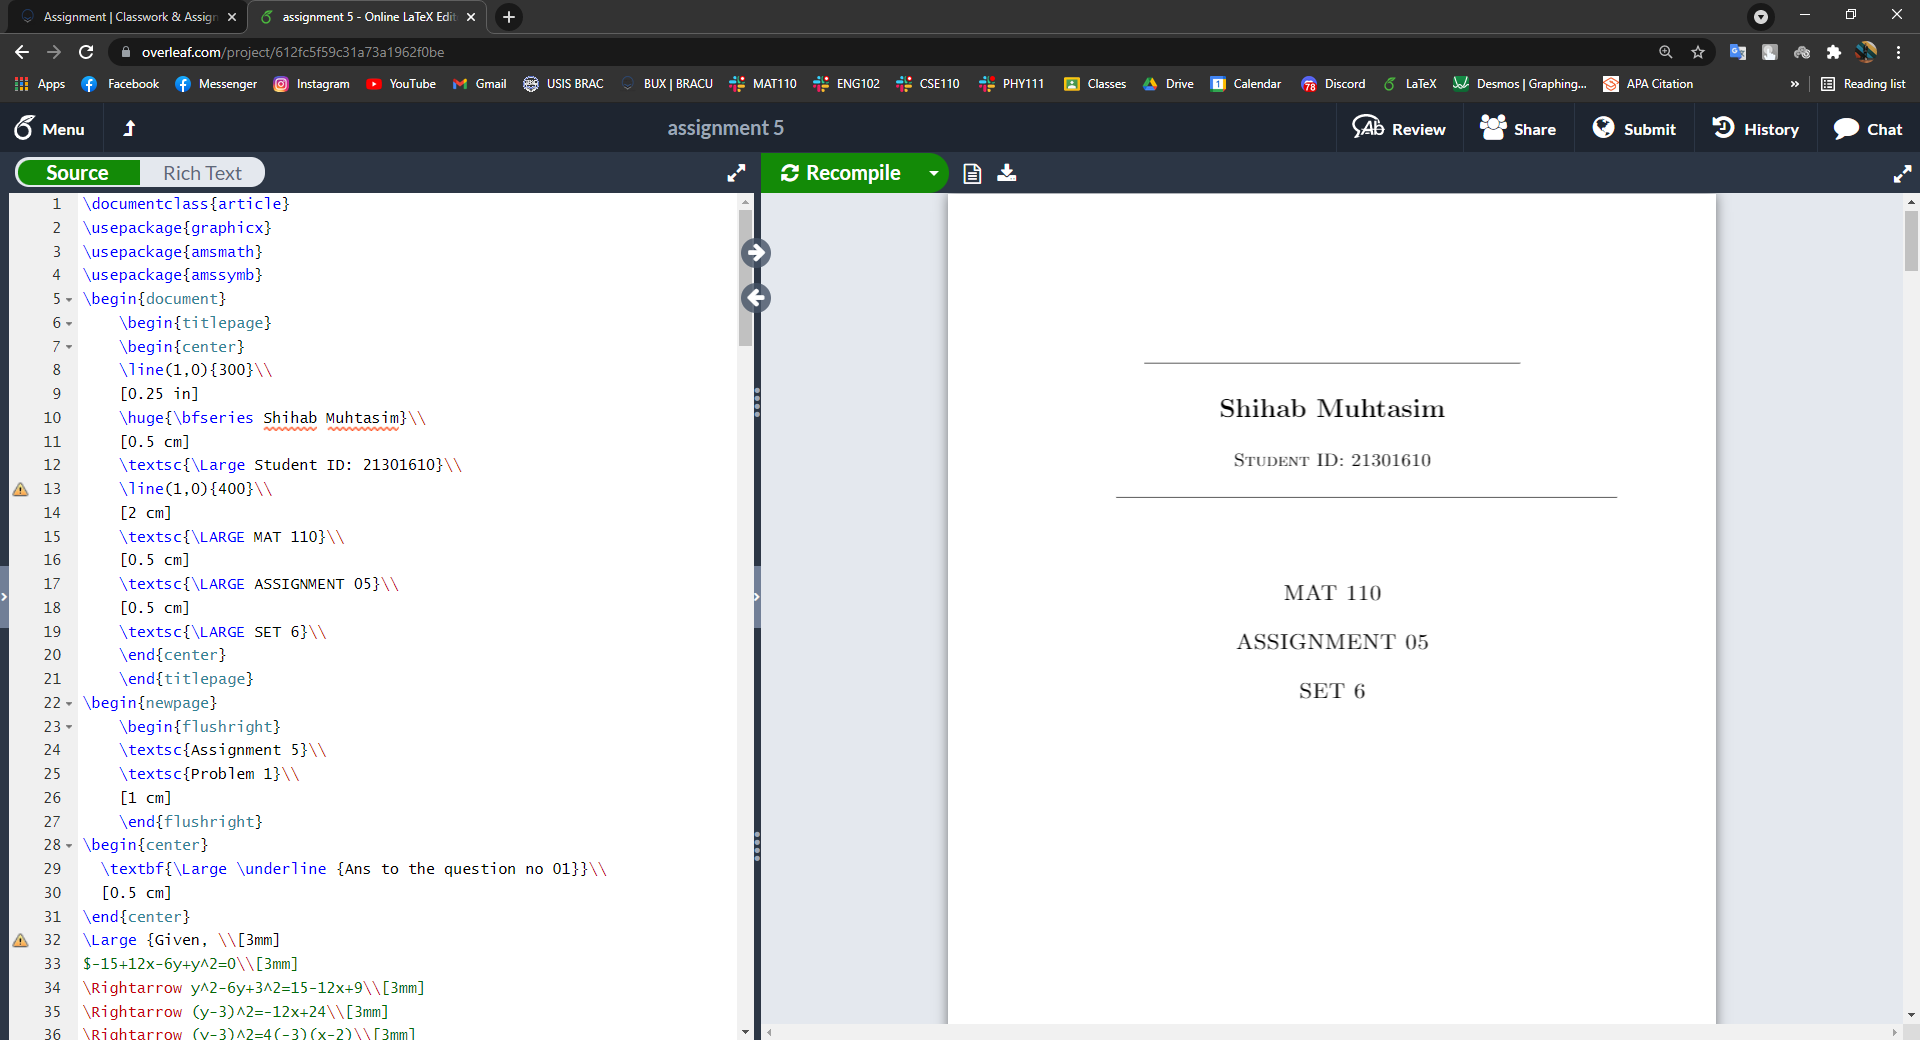 Assignment | Classwork & Assign
assignment 5 - Online LaTeX Edit
overleaf.com/project/612fc5f59c31a73a1962f0be
Apps Facebook Messenger Instagram YouTube Gmail USIS BRAC BUX | BRACU MAT110 ENG102 CSE110 PHY111 Classes Drive 1 Calendar 78 Discord LaTeX Desmos | Graphing... APA Citation » Reading list
Menu assignment 5 Ab Review Share Submit History Chat
Source Rich Text Recompile
1 \documentclass{article}
2 \usepackage{graphicx}
3 \usepackage{amsmath}
4 \usepackage{amssymb}
5 \begin{document}
6 \begin{titlepage}
7 \begin{center}
8 \line(1,0){300}\\
9 [0.25 in]
10 \huge{\bfseries Shihab Muhtasim}\\
11 [0.5 cm]
12 \textsc{\Large Student ID: 21301610}\\
13 \line(1,0){400}\\
14 [2 cm]
15 \textsc{\LARGE MAT 110}\\
16 [0.5 cm]
17 \textsc{\LARGE ASSIGNMENT 05}\\
18 [0.5 cm]
19 \textsc{\LARGE SET 6}\\
20 \end{center}
21 \end{titlepage}
22 \begin{newpage}
23 \begin{flushright}
24 \textsc{Assignment 5}\\
25 \textsc{Problem 1}\\
26 [1 cm]
27 \end{flushright}
28 \begin{center}
29 \textbf{\Large \underline {Ans to the question no 01}}\\
30 [0.5 cm]
31 \end{center}
32 \Large {Given, \\[3mm]
33 $-15+12x-6y+y^2=0\\[3mm]
34 \Rightarrow y^2-6y+3^2=15-12x+9\\[3mm]
35 \Rightarrow (y-3)^2=-12x+24\\[3mm]
36 \Rightarrow (y-3)^2=4(-3)(x-2)\\[3mm]
Shihab Muhtasim
Student ID: 21301610
MAT 110
ASSIGNMENT 05
SET 6